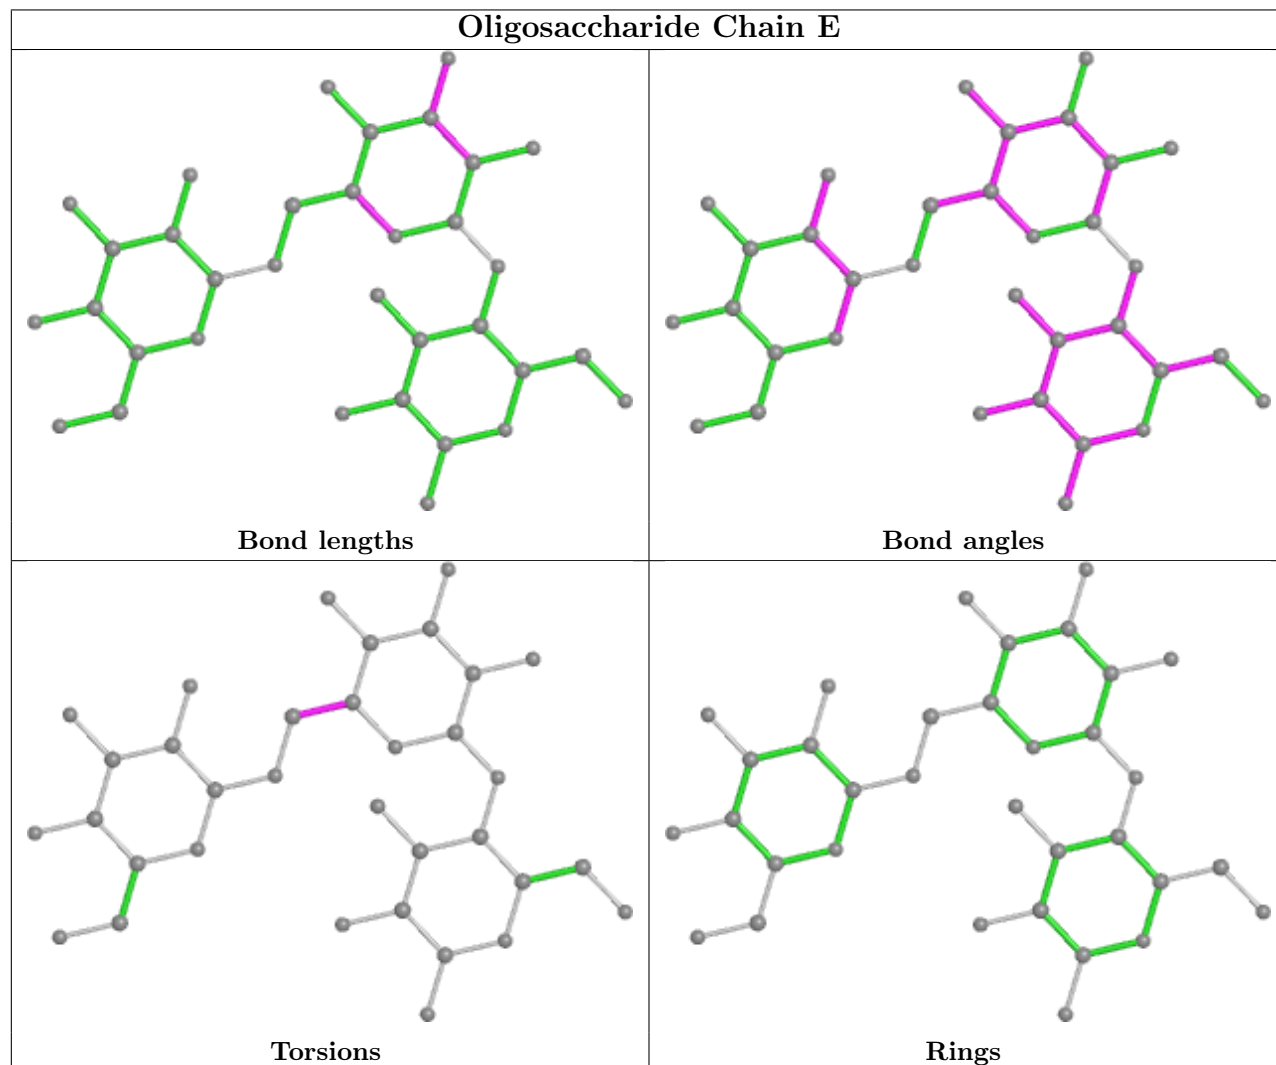 Oligosaccharide Chain E
Bond lengths
Bond angles
Torsions
Rings